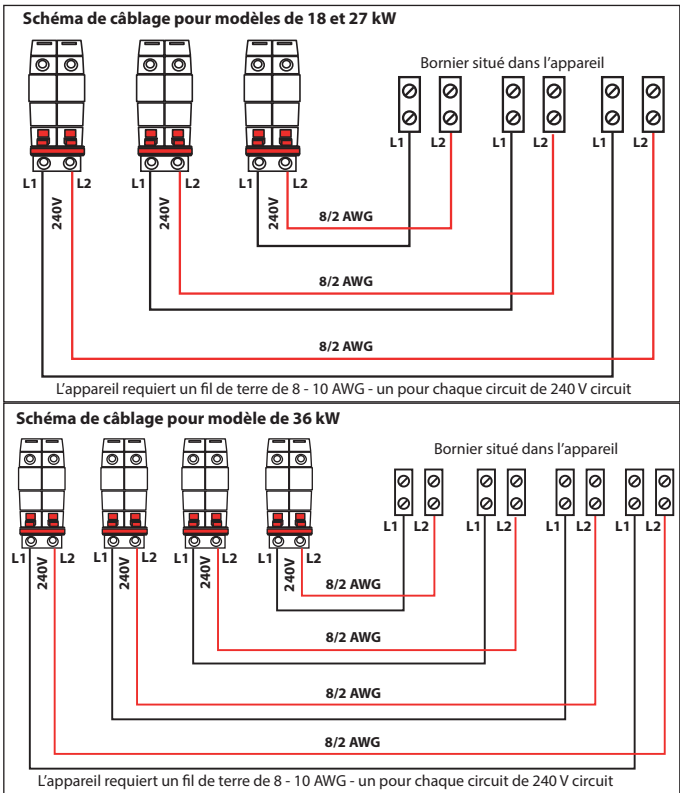 Schéma de câblage pour modèles de 18 et 27 kW
Bornier situé dans l'appareil
L1 L2 L1 L2 L1 L2
L1 L2 L1 L2 L1 L2
240V 240V 240V
8/2 AWG
8/2 AWG
8/2 AWG
L'appareil requiert un fil de terre de 8 - 10 AWG - un pour chaque circuit de 240 V circuit
Schéma de câblage pour modèle de 36 kW
Bornier situé dans l'appareil
L1 L2 L1 L2 L1 L2 L1 L2
L1 L2 L1 L2 L1 L2 L1 L2
240V 240V 240V 240V
8/2 AWG
8/2 AWG
8/2 AWG
8/2 AWG
L'appareil requiert un fil de terre de 8 - 10 AWG - un pour chaque circuit de 240 V circuit